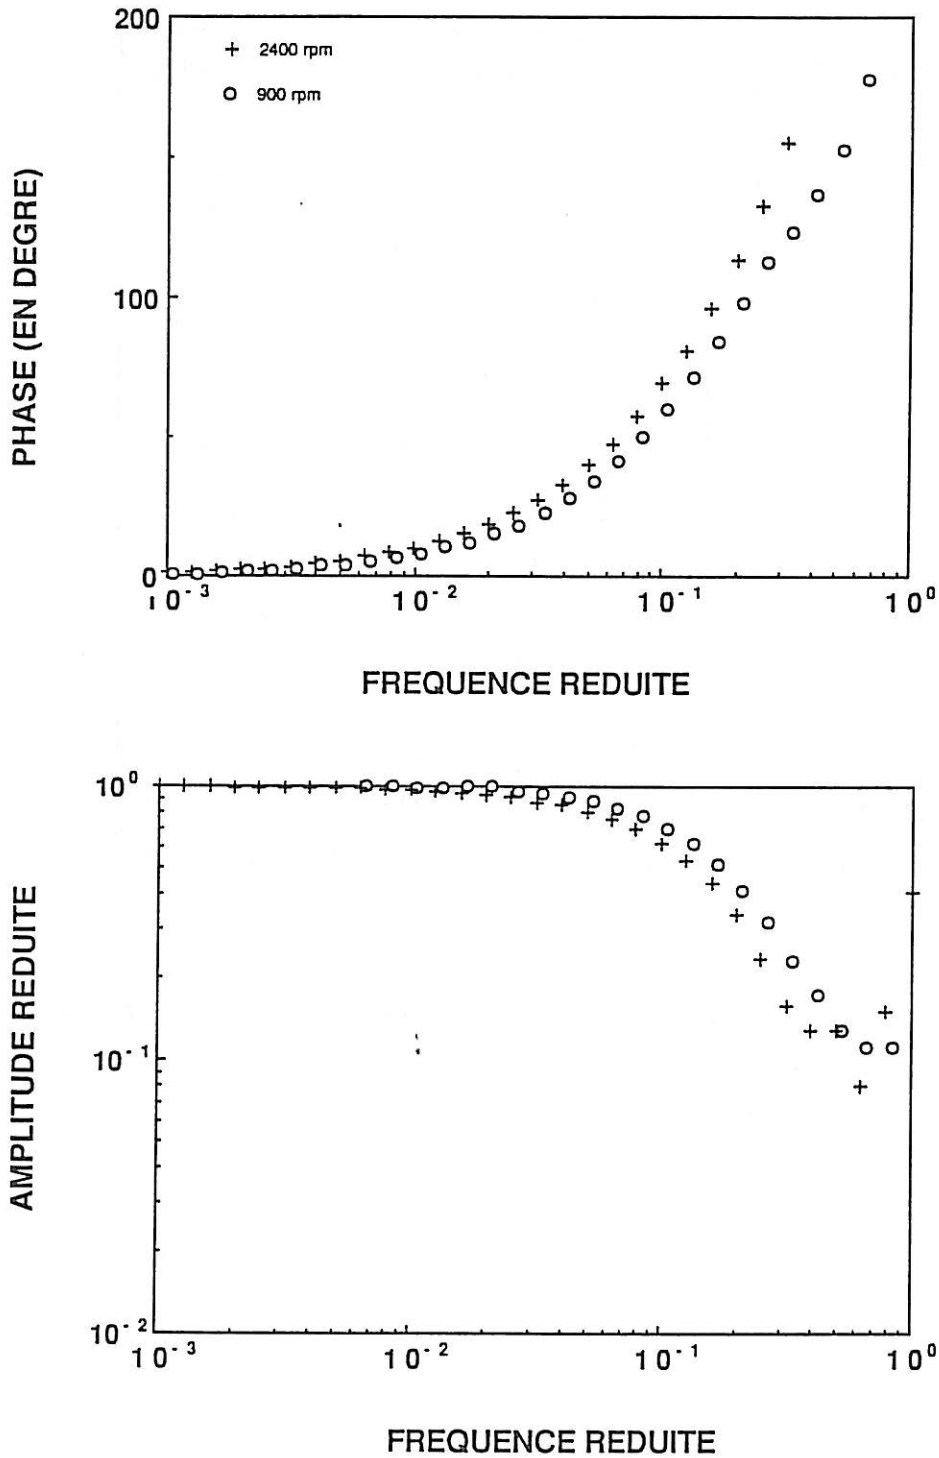 200
+ 2400 rpm
o 900 rpm
PHASE (EN DEGRE)
100
0
10⁻³ 10⁻² 10⁻¹ 10⁰
FREQUENCE REDUITE
10⁰
AMPLITUDE REDUITE
10⁻¹
10⁻²
10⁻³ 10⁻² 10⁻¹ 10⁰
FREQUENCE REDUITE